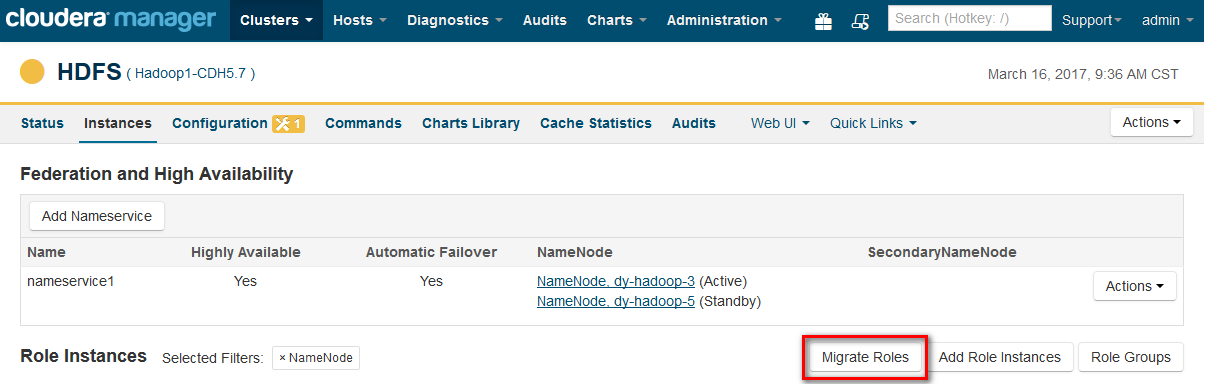 cloudera manager Clusters Hosts Diagnostics Audits Charts Administration Search (Hotkey: /) Support admin
HDFS ( Hadoop1-CDH5.7 ) March 16, 2017, 9:36 AM CST
Status Instances Configuration 1 Commands Charts Library Cache Statistics Audits Web UI Quick Links Actions
Federation and High Availability
Add Nameservice
Name Highly Available Automatic Failover NameNode SecondaryNameNode
nameservice1 Yes Yes NameNode, dy-hadoop-3 (Active) Actions
NameNode, dy-hadoop-5 (Standby)
Role Instances Selected Filters: × NameNode Migrate Roles Add Role Instances Role Groups